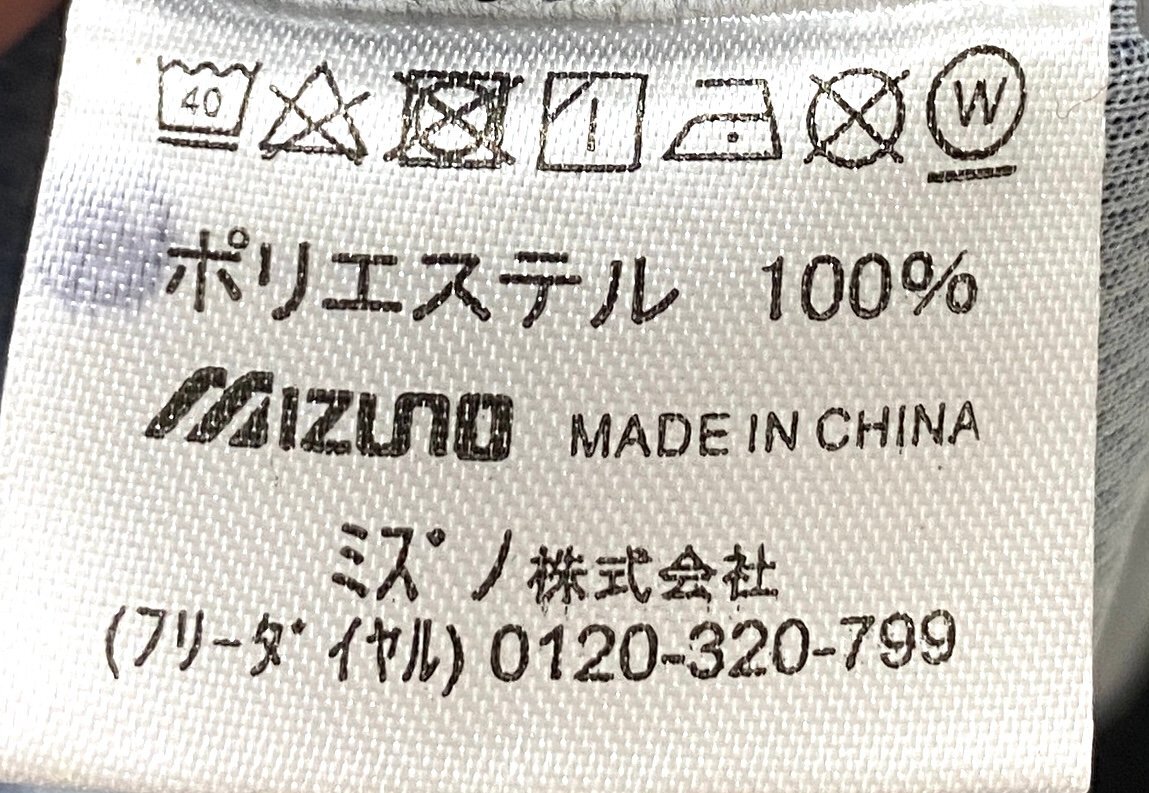 40 W
ポリエステル 100%
MIZUNO MADE IN CHINA
ミズノ株式会社
(フリーダイヤル) 0120-320-799